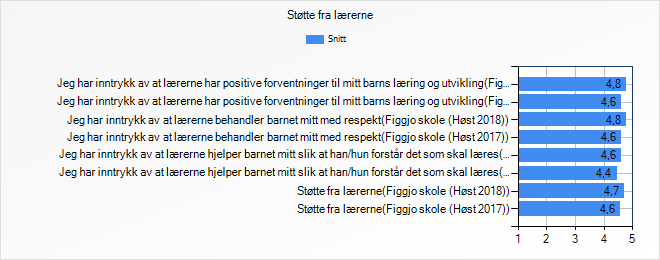 Støtte fra lærerne
Snitt
Jeg har inntrykk av at lærerne har positive forventninger til mitt barns læring og utvikling(Fig... 4,8
Jeg har inntrykk av at lærerne har positive forventninger til mitt barns læring og utvikling(Fig... 4,6
Jeg har inntrykk av at lærerne behandler barnet mitt med respekt(Figgjo skole (Høst 2018)) 4,8
Jeg har inntrykk av at lærerne behandler barnet mitt med respekt(Figgjo skole (Høst 2017)) 4,6
Jeg har inntrykk av at lærerne hjelper barnet mitt slik at han/hun forstår det som skal læres(... 4,6
Jeg har inntrykk av at lærerne hjelper barnet mitt slik at han/hun forstår det som skal læres(... 4,4
Støtte fra lærerne(Figgjo skole (Høst 2018)) 4,7
Støtte fra lærerne(Figgjo skole (Høst 2017)) 4,6
1 2 3 4 5